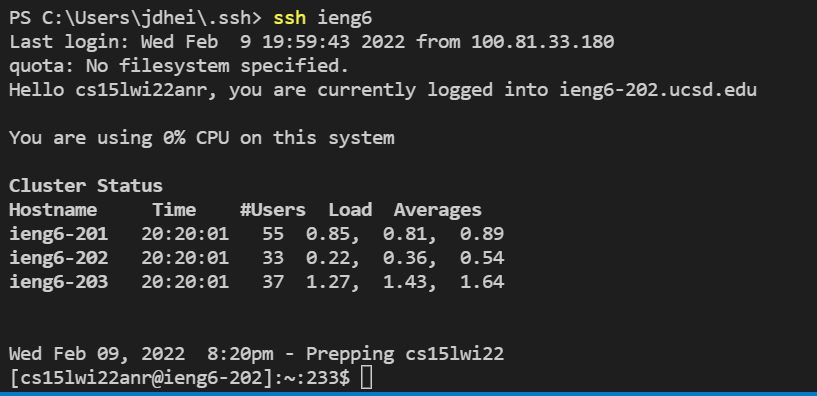 PS C:\Users\jdhei\.ssh> ssh ieng6
Last login: Wed Feb  9 19:59:43 2022 from 100.81.33.180
quota: No filesystem specified.
Hello cs15lwi22anr, you are currently logged into ieng6-202.ucsd.edu
You are using 0% CPU on this system
Cluster Status
Hostname     Time    #Users  Load  Averages
ieng6-201   20:20:01   55  0.85,  0.81,  0.89
ieng6-202   20:20:01   33  0.22,  0.36,  0.54
ieng6-203   20:20:01   37  1.27,  1.43,  1.64
Wed Feb 09, 2022  8:20pm - Prepping cs15lwi22
[cs15lwi22anr@ieng6-202]:~:233$